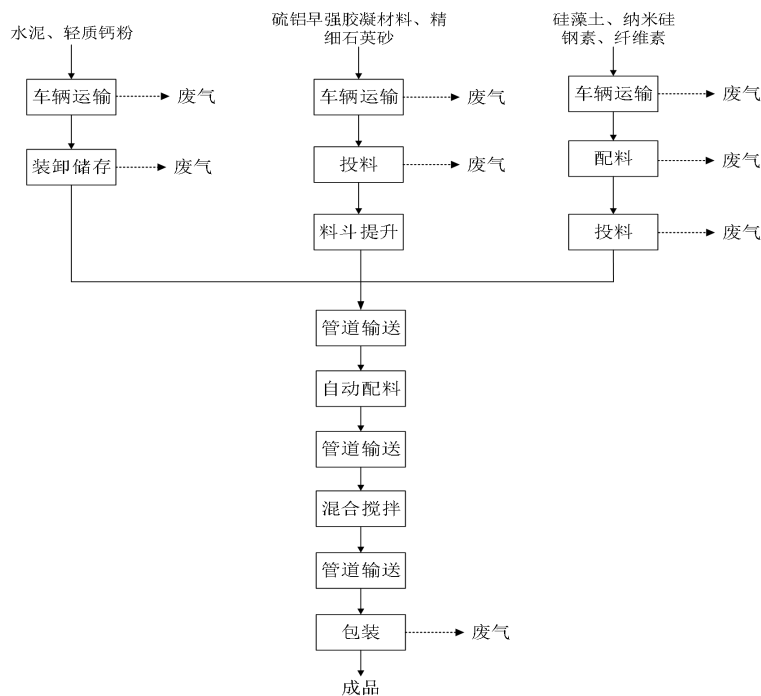 水泥、轻质钙粉
硫铝早强胶凝材料、精
细石英砂
硅藻土、纳米硅
钢素、纤维素
车辆运输
废气
车辆运输
废气
车辆运输
废气
装卸储存
废气
投料
废气
配料
废气
料斗提升
投料
废气
管道输送
自动配料
管道输送
混合搅拌
管道输送
包装
废气
成品